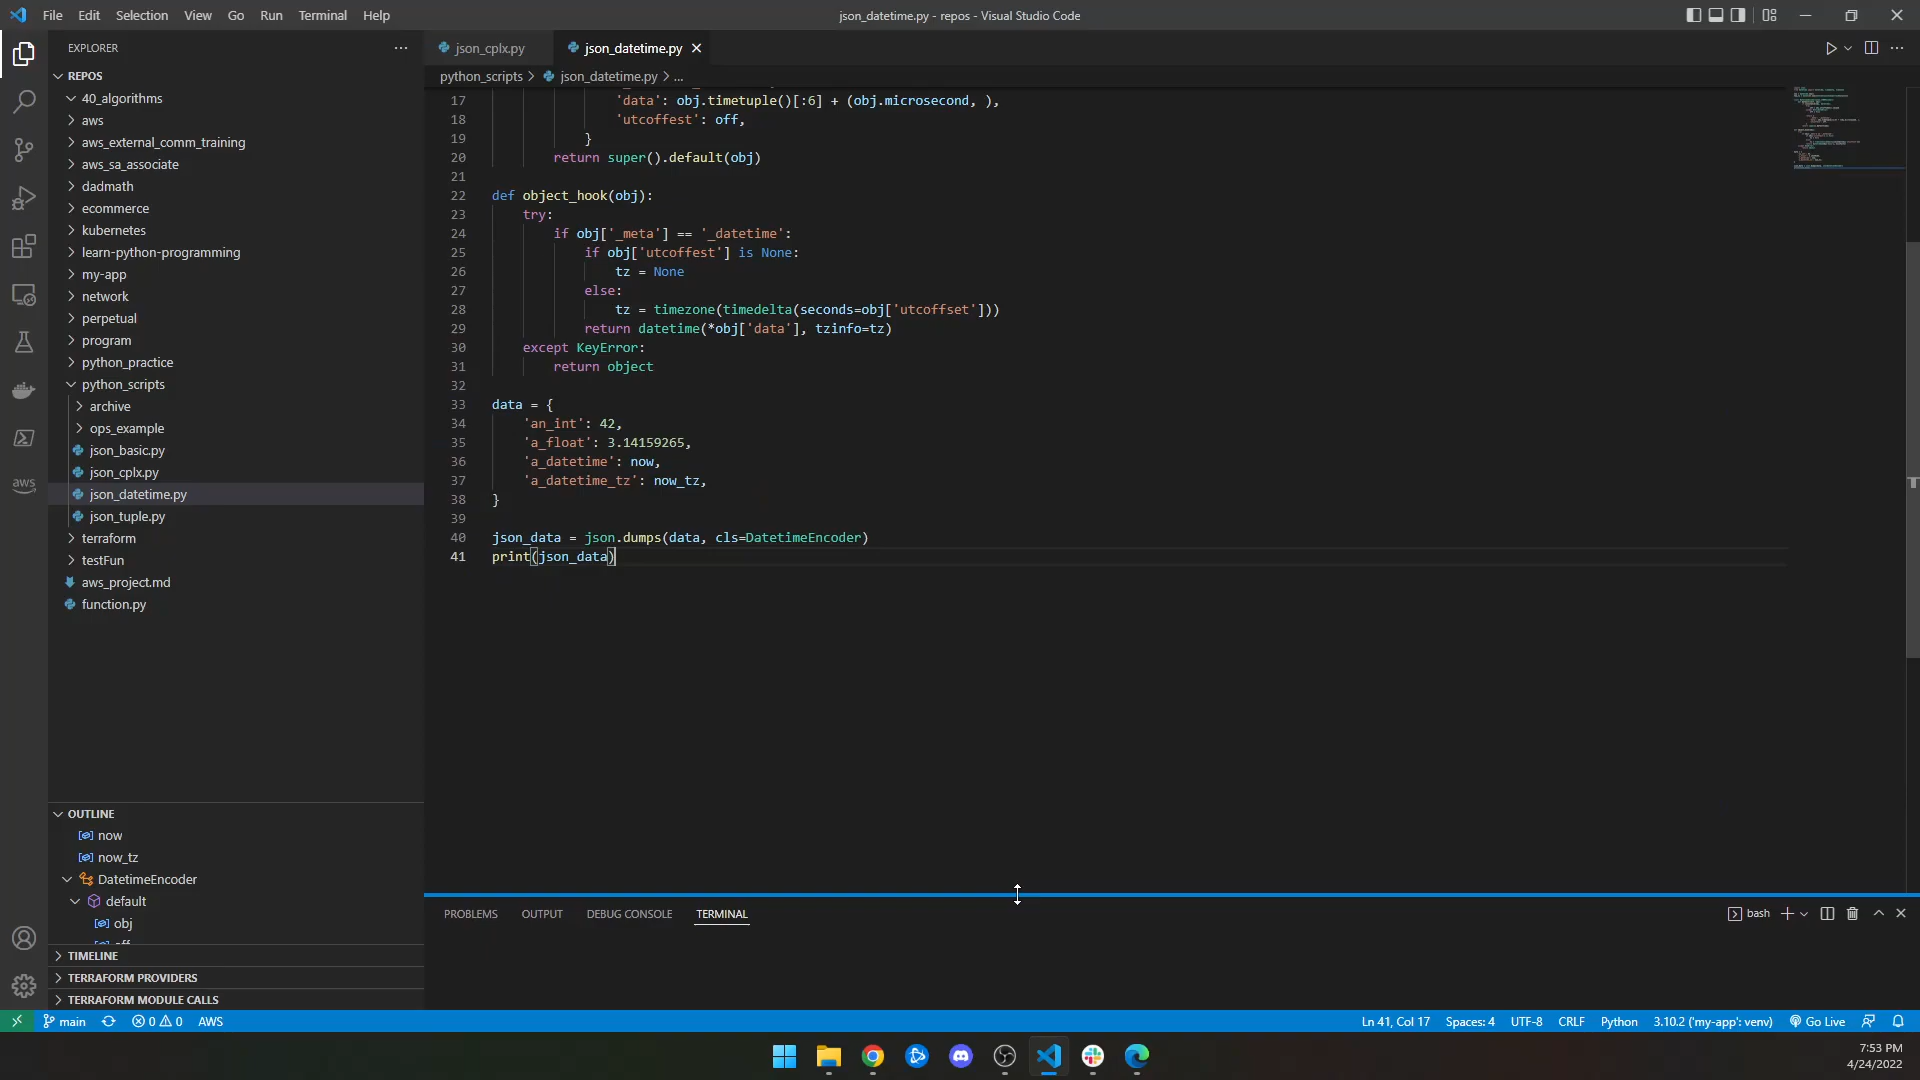 File Edit Selection View Go Run Terminal Help
json_datetime.py - repos - Visual Studio Code
EXPLORER
REPOS
40_algorithms
aws
aws_external_comm_training
aws_sa_associate
dadmath
ecommerce
kubernetes
learn-python-programming
my-app
network
perpetual
program
python_practice
python_scripts
archive
ops_example
json_basic.py
json_cplx.py
json_datetime.py
json_tuple.py
terraform
testFun
aws_project.md
function.py
OUTLINE
now
now_tz
DatetimeEncoder
default
obj
TIMELINE
TERRAFORM PROVIDERS
TERRAFORM MODULE CALLS
aws
json_cplx.py json_datetime.py
python_scripts > json_datetime.py > ...
17 'data': obj.timetuple()[:6] + (obj.microsecond, ),
18 'utcoffest': off,
19 }
20 return super().default(obj)
21
22 def object_hook(obj):
23 try:
24 if obj['_meta'] == '_datetime':
25 if obj['utcoffest'] is None:
26 tz = None
27 else:
28 tz = timezone(timedelta(seconds=obj['utcoffset']))
29 return datetime(*obj['data'], tzinfo=tz)
30 except KeyError:
31 return object
32
33 data = {
34 'an_int': 42,
35 'a_float': 3.14159265,
36 'a_datetime': now,
37 'a_datetime_tz': now_tz,
38 }
39
40 json_data = json.dumps(data, cls=DatetimeEncoder)
41 print(json_data)
PROBLEMS OUTPUT DEBUG CONSOLE TERMINAL
bash
main 0 0 AWS
Ln 41, Col 17 Spaces: 4 UTF-8 CRLF Python 3.10.2 ('my-app': venv) Go Live
7:53 PM
4/24/2022